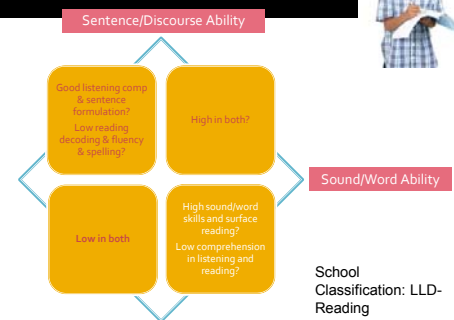 Sentence/Discourse Ability
Good listening comp
& sentence
formulation?
Low reading
decoding & fluency
& spelling?
High in both?
Sound/Word Ability
Low in both
High sound/word
skills and surface
reading?
Low comprehension
in listening and
reading?
School
Classification: LLD-
Reading